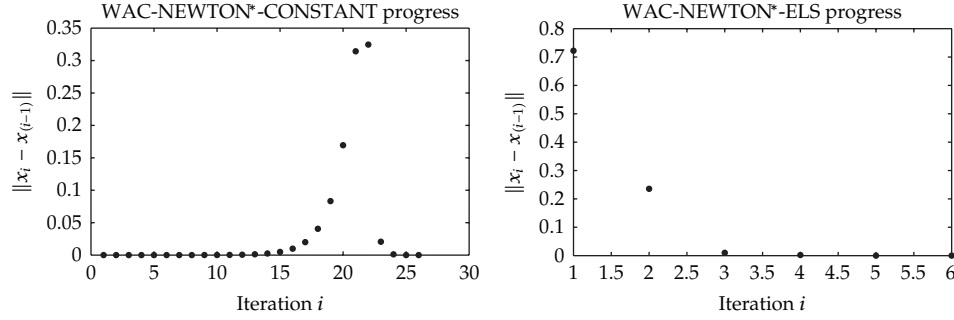 WAC-NEWTON*-CONSTANT progress
0.35
0.3
0.25
0.2
0.15
0.1
0.05
0
‖x_i − x_(i−1)‖
0 5 10 15 20 25 30
Iteration i
WAC-NEWTON*-ELS progress
0.8
0.7
0.6
0.5
0.4
0.3
0.2
0.1
0
‖x_i − x_(i−1)‖
1 1.5 2 2.5 3 3.5 4 4.5 5 5.5 6
Iteration i